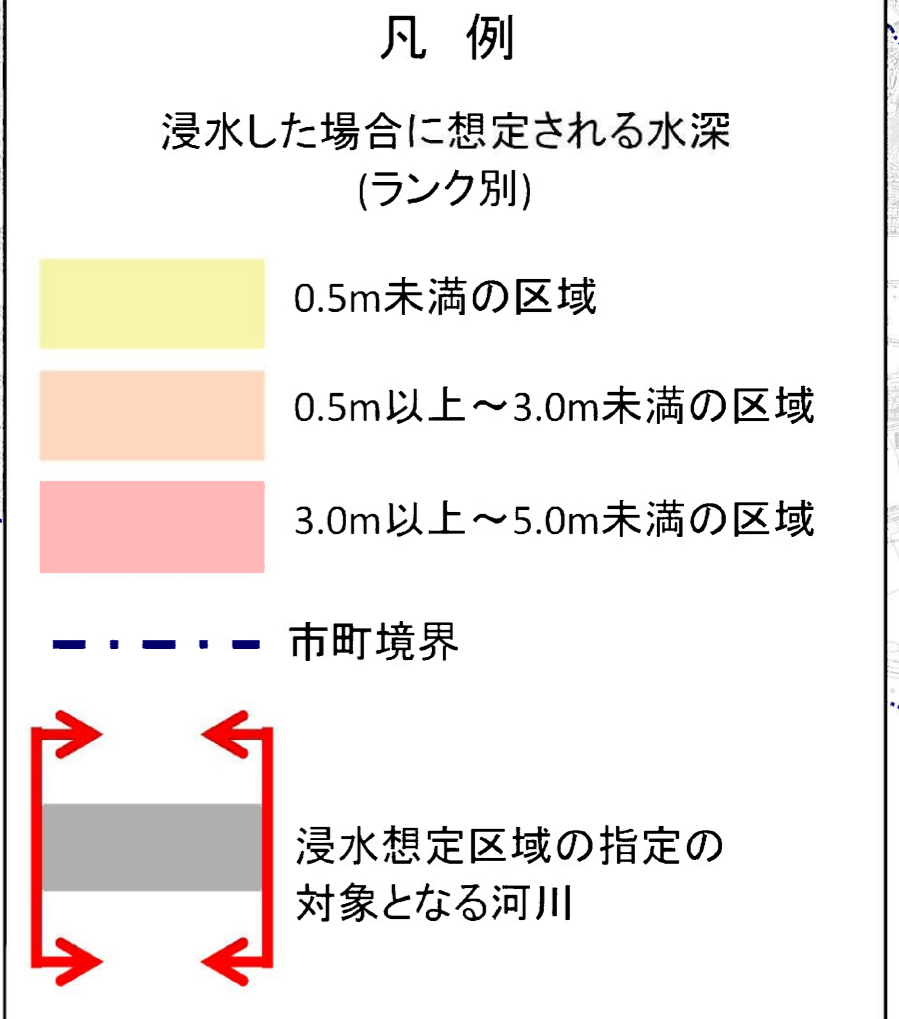 凡 例
浸水した場合に想定される水深
(ランク別)
0.5m未満の区域
0.5m以上～3.0m未満の区域
3.0m以上～5.0m未満の区域
市町境界
浸水想定区域の指定の
対象となる河川